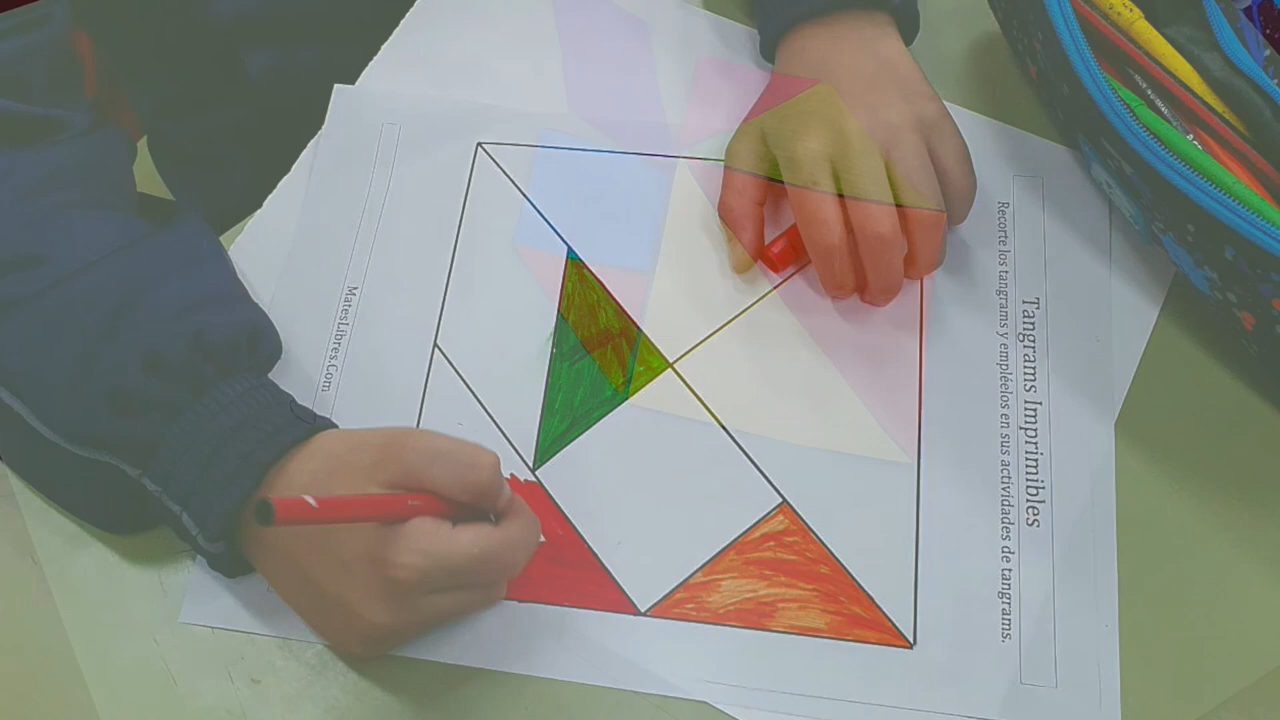 Tangrams Imprimibles
Recorte los tangrams y empléelos en sus actividades de tangrams.
MatesLibres.Com